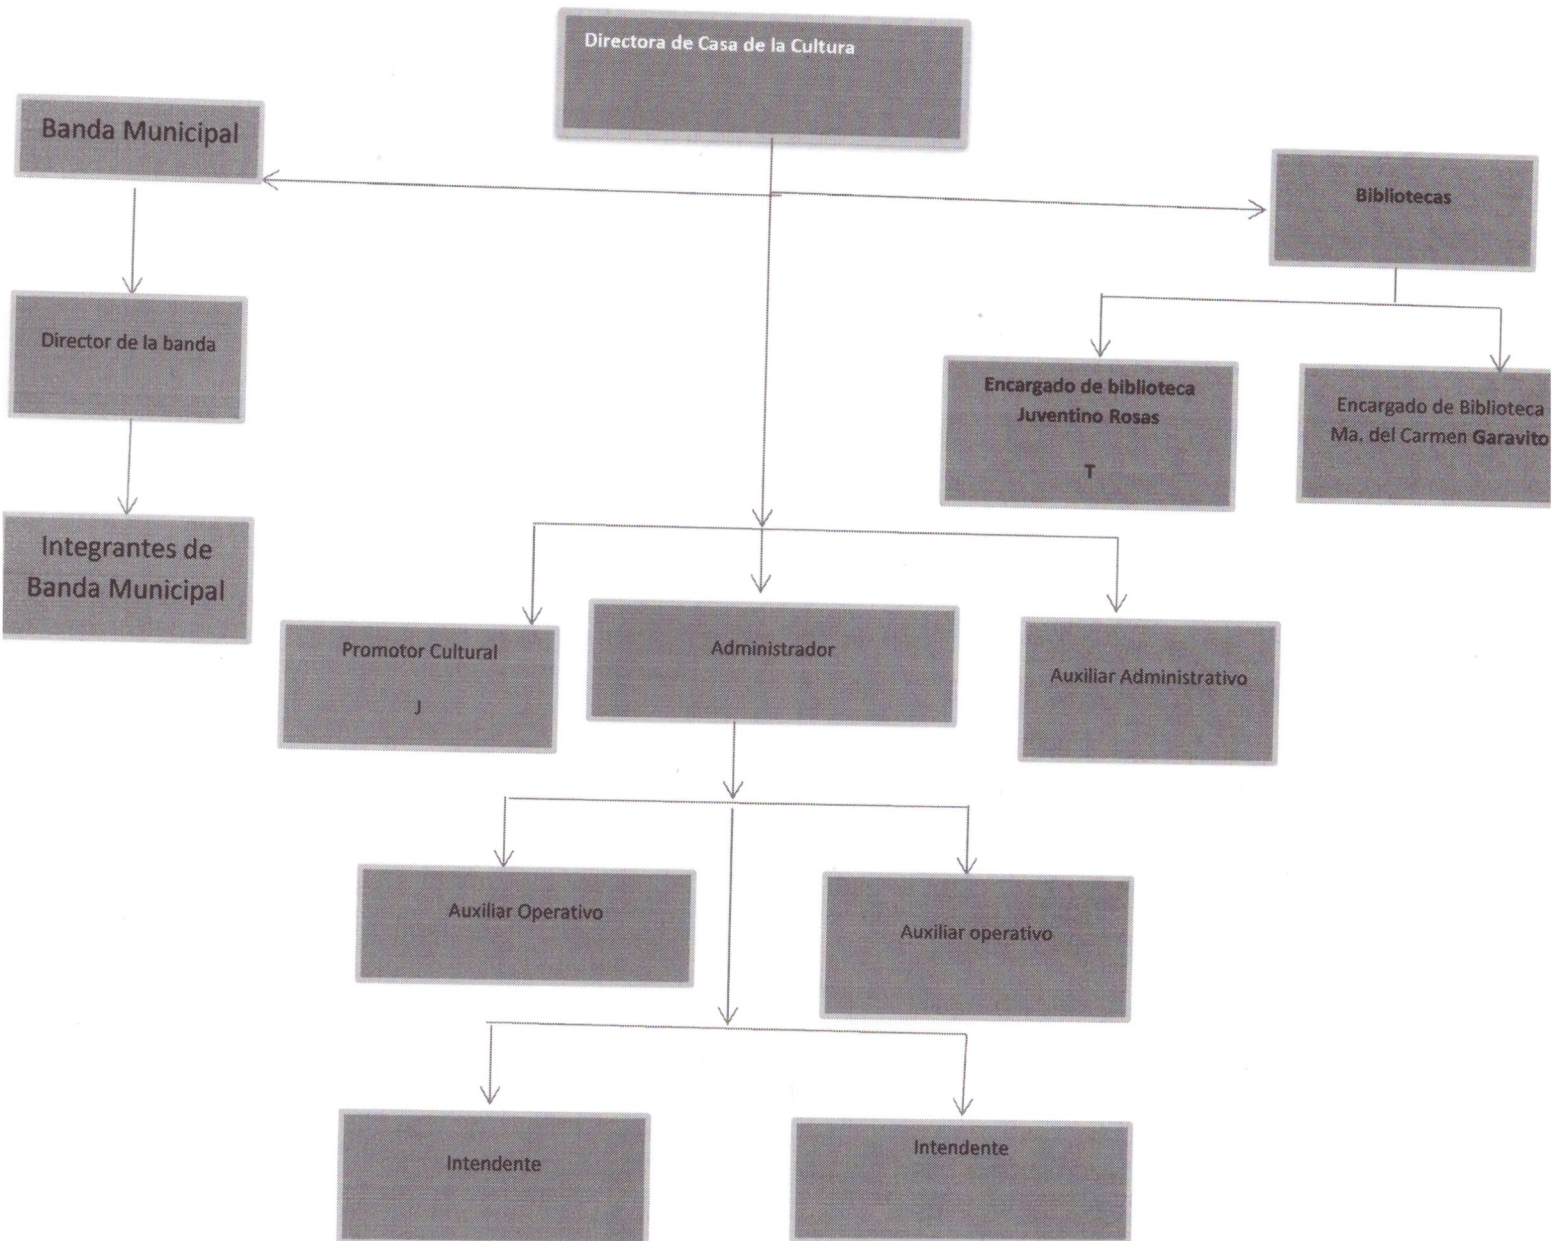 Directora de Casa de la Cultura
Banda Municipal
Bibliotecas
Director de la banda
Encargado de biblioteca
Juventino Rosas
T
Encargado de Biblioteca
Ma. del Carmen Garavito
Integrantes de
Banda Municipal
Promotor Cultural
J
Administrador
Auxiliar Administrativo
Auxiliar Operativo
Auxiliar operativo
Intendente
Intendente